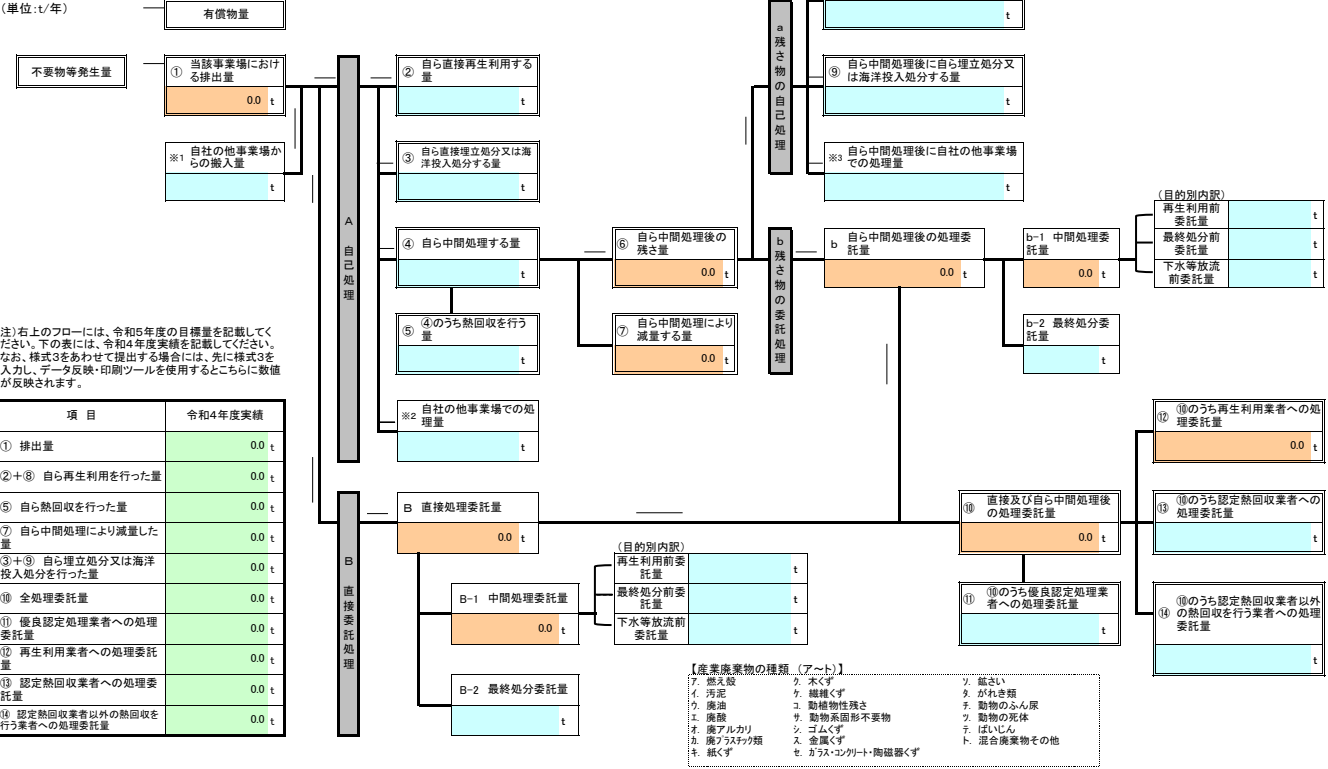 (単位:t/年)
有償物量
不要物等発生量
① 当該事業場におけ
る排出量
0.0 t
※1 自社の他事業場か
らの搬入量
t
A 自己処理
② 自ら直接再生利用する
量
t
③ 自ら直接埋立処分又は海
洋投入処分する量
t
④ 自ら中間処理する量
t
⑤ ④のうち熱回収を行う
量
t
※2 自社の他事業場での処
理量
t
⑥ 自ら中間処理後の
残さ量
0.0 t
⑦ 自ら中間処理により
減量する量
0.0 t
a 残さ物の自己処理
t
⑨ 自ら中間処理後に自ら埋立処分又
は海洋投入処分する量
t
※3 自ら中間処理後に自社の他事業場
での処理量
t
b 残さ物の委託処理
b 自ら中間処理後の処理委
託量
0.0 t
b-1 中間処理委
託量
0.0 t
(目的別内訳)
再生利用前
委託量
t
最終処分前
委託量
t
下水等放流
前委託量
t
b-2 最終処分委
託量
t
注)右上のフローには、令和5年度の目標量を記載してく
ださい。下の表には、令和4年度実績を記載してください。
なお、様式3をあわせて提出する場合には、先に様式3を
入力し、データ反映・印刷ツールを使用するとこちらに数値
が反映されます。
項 目 令和4年度実績
① 排出量 0.0 t
②+⑧ 自ら再生利用を行った量 0.0 t
⑤ 自ら熱回収を行った量 0.0 t
⑦ 自ら中間処理により減量した
量 0.0 t
③+⑨ 自ら埋立処分又は海洋
投入処分を行った量 0.0 t
⑩ 全処理委託量 0.0 t
⑪ 優良認定処理業者への処理
委託量 0.0 t
⑫ 再生利用業者への処理委託
量 0.0 t
⑬ 認定熱回収業者への処理委
託量 0.0 t
⑭ 認定熱回収業者以外の熱回収を
行う業者への処理委託量 0.0 t
B 直接委託処理
B 直接処理委託量
0.0 t
B-1 中間処理委託量
0.0 t
(目的別内訳)
再生利用前委
託量
t
最終処分前委
託量
t
下水等放流前
委託量
t
B-2 最終処分委託量
t
⑩ 直接及び自ら中間処理後
の処理委託量
0.0 t
⑪ ⑩のうち優良認定処理業
者への処理委託量
t
⑫ ⑩のうち再生利用業者への処
理委託量
0.0 t
⑬ ⑩のうち認定熱回収業者への
処理委託量
t
⑭ ⑩のうち認定熱回収業者以外
の熱回収を行う業者への処理
委託量
t
【産業廃棄物の種類 (ア～ト)】
ア. 燃え殻
イ. 汚泥
ウ. 廃油
エ. 廃酸
オ. 廃アルカリ
カ. 廃プラスチック類
キ. 紙くず
ク. 木くず
ケ. 繊維くず
コ. 動植物性残さ
サ. 動物系固形不要物
シ. ゴムくず
ス. 金属くず
セ. ガラス・コンクリート・陶磁器くず
ソ. 鉱さい
タ. がれき類
チ. 動物のふん尿
ツ. 動物の死体
テ. ばいじん
ト. 混合廃棄物その他